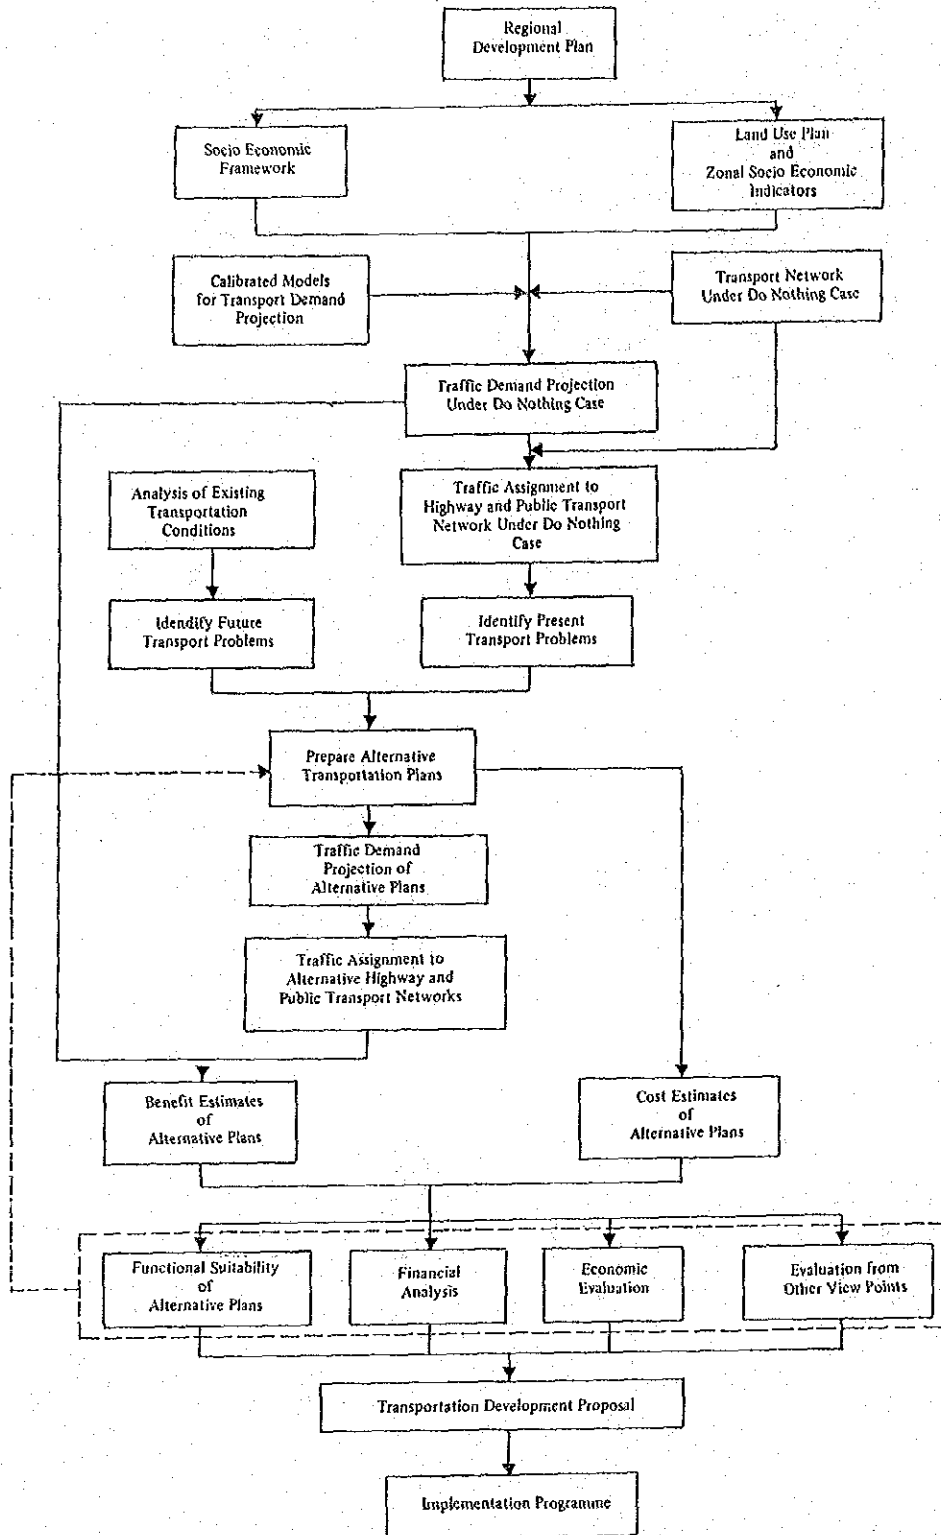 Regional
Development Plan
Socio Economic
Framework
Land Use Plan
and
Zonal Socio Economic
Indicators
Calibrated Models
for Transport Demand
Projection
Transport Network
Under Do Nothing Case
Traffic Demand Projection
Under Do Nothing Case
Analysis of Existing
Transportation
Conditions
Traffic Assignment to
Highway and Public Transport
Network Under Do Nothing
Case
Idendify Future
Transport Problems
Identify Present
Transport Problems
Prepare Alternative
Transportation Plans
Traffic Demand
Projection of
Alternative Plans
Traffic Assignment to
Alternative Highway and
Public Transport Networks
Benefit Estimates
of
Alternative Plans
Cost Estimates
of
Alternative Plans
Functional Suitability
of
Alternative Plans
Financial
Analysis
Economic
Evaluation
Evaluation from
Other View Points
Transportation Development Proposal
Implementation Programme